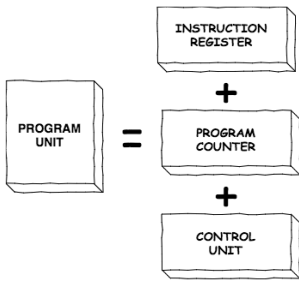 INSTRUCTION
REGISTER
+
PROGRAM
UNIT
=
PROGRAM
COUNTER
+
CONTROL
UNIT